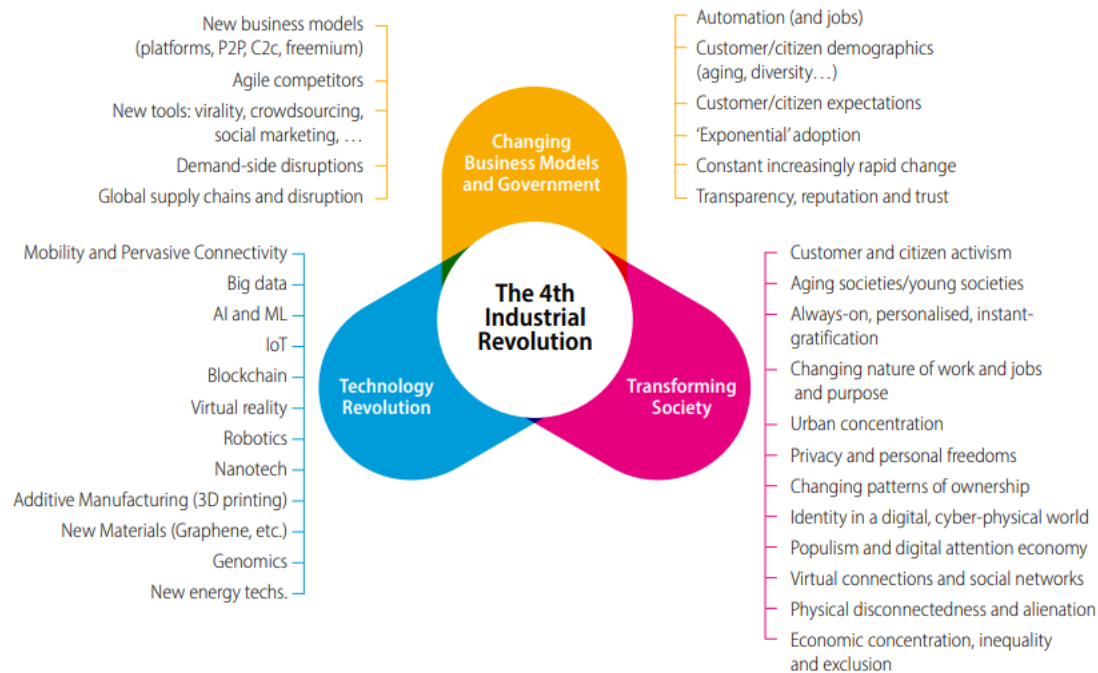 New business models
(platforms, P2P, C2c, freemium)
Agile competitors
New tools: virality, crowdsourcing,
social marketing, …
Demand-side disruptions
Global supply chains and disruption
Automation (and jobs)
Customer/citizen demographics
(aging, diversity…)
Customer/citizen expectations
‘Exponential’ adoption
Constant increasingly rapid change
Transparency, reputation and trust
Changing
Business Models
and Government
The 4th
Industrial
Revolution
Technology
Revolution
Transforming
Society
Mobility and Pervasive Connectivity
Big data
AI and ML
IoT
Blockchain
Virtual reality
Robotics
Nanotech
Additive Manufacturing (3D printing)
New Materials (Graphene, etc.)
Genomics
New energy techs.
Customer and citizen activism
Aging societies/young societies
Always-on, personalised, instant-
gratification
Changing nature of work and jobs
and purpose
Urban concentration
Privacy and personal freedoms
Changing patterns of ownership
Identity in a digital, cyber-physical world
Populism and digital attention economy
Virtual connections and social networks
Physical disconnectedness and alienation
Economic concentration, inequality
and exclusion